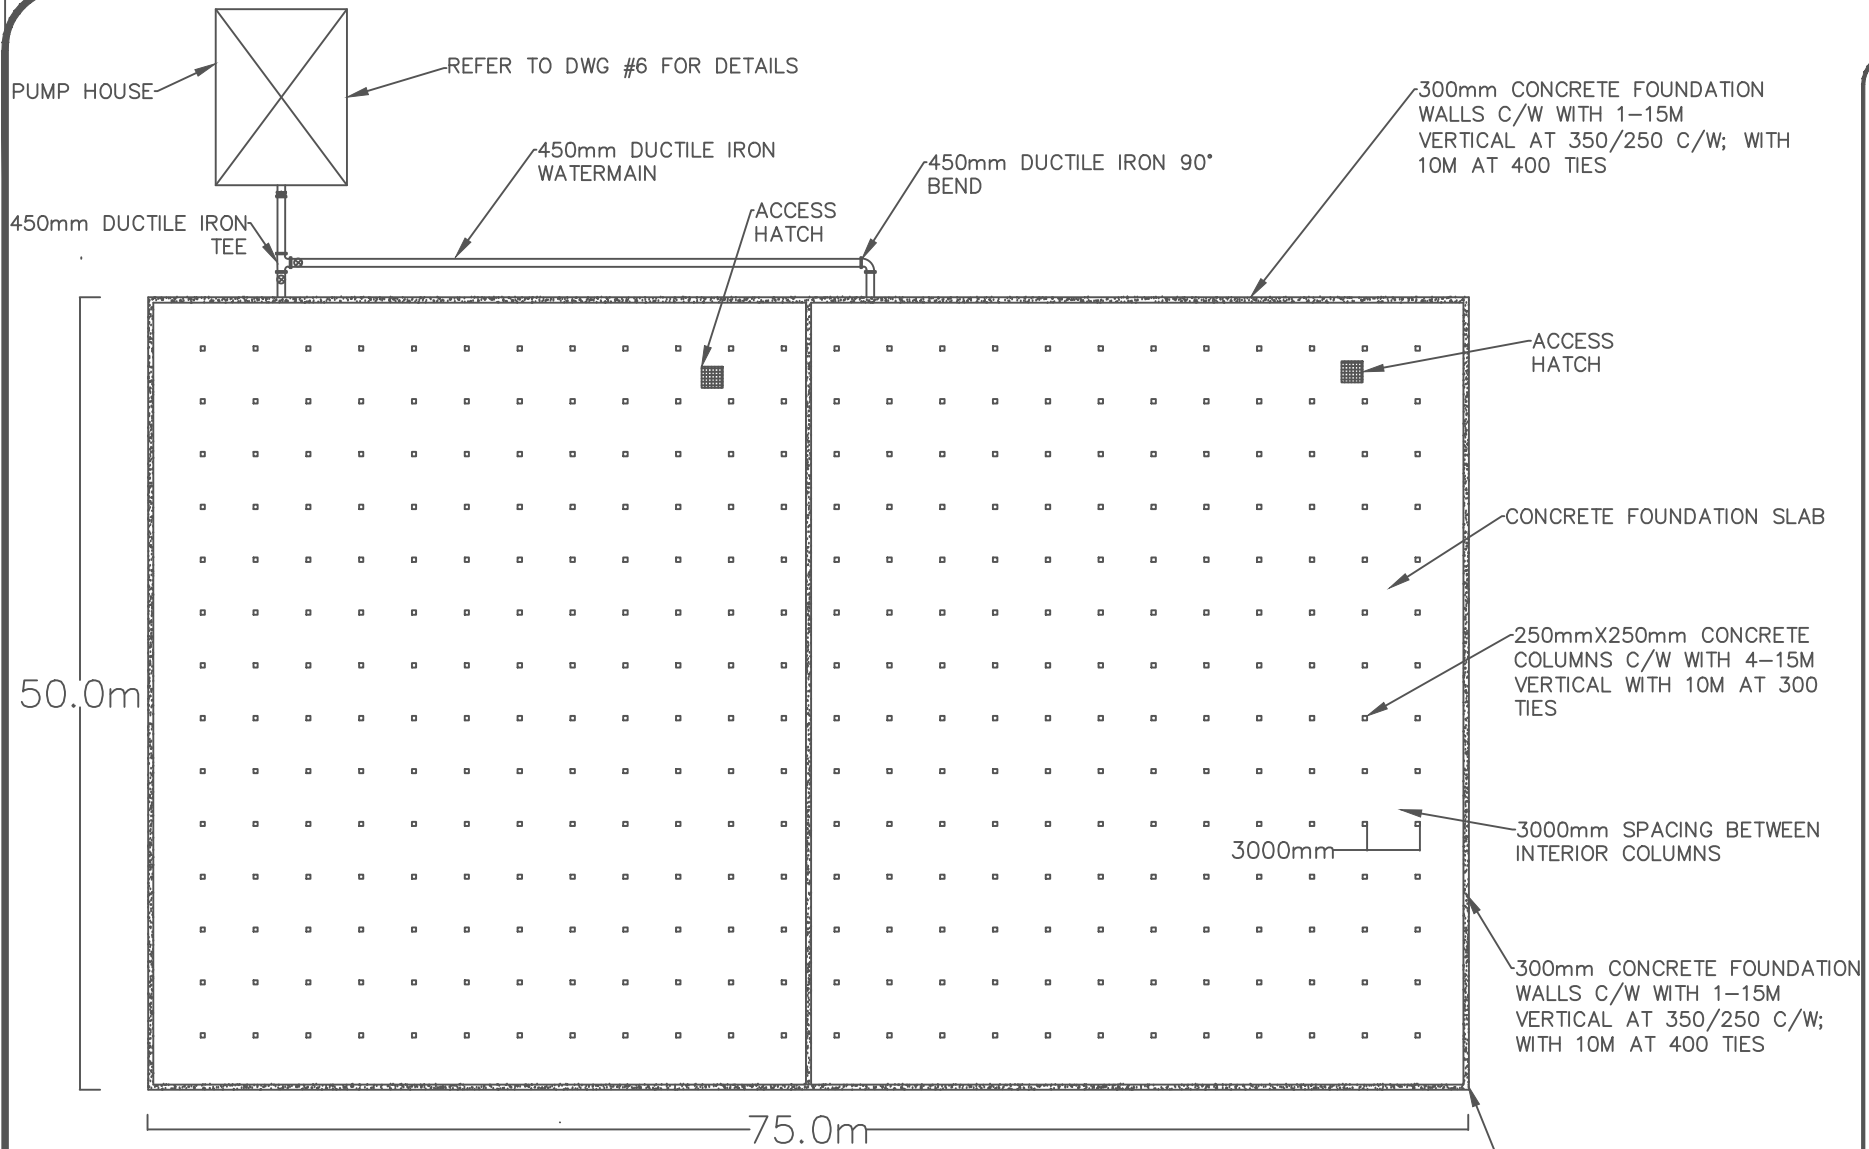 PUMP HOUSE
REFER TO DWG #6 FOR DETAILS
300mm CONCRETE FOUNDATION
WALLS C/W WITH 1-15M
VERTICAL AT 350/250 C/W; WITH
10M AT 400 TIES
450mm DUCTILE IRON
WATERMAIN
450mm DUCTILE IRON 90°
BEND
450mm DUCTILE IRON
TEE
ACCESS
HATCH
ACCESS
HATCH
CONCRETE FOUNDATION SLAB
250mmX250mm CONCRETE
COLUMNS C/W WITH 4-15M
VERTICAL WITH 10M AT 300
TIES
50.0m
3000mm SPACING BETWEEN
INTERIOR COLUMNS
3000mm
300mm CONCRETE FOUNDATION
WALLS C/W WITH 1-15M
VERTICAL AT 350/250 C/W;
WITH 10M AT 400 TIES
75.0m